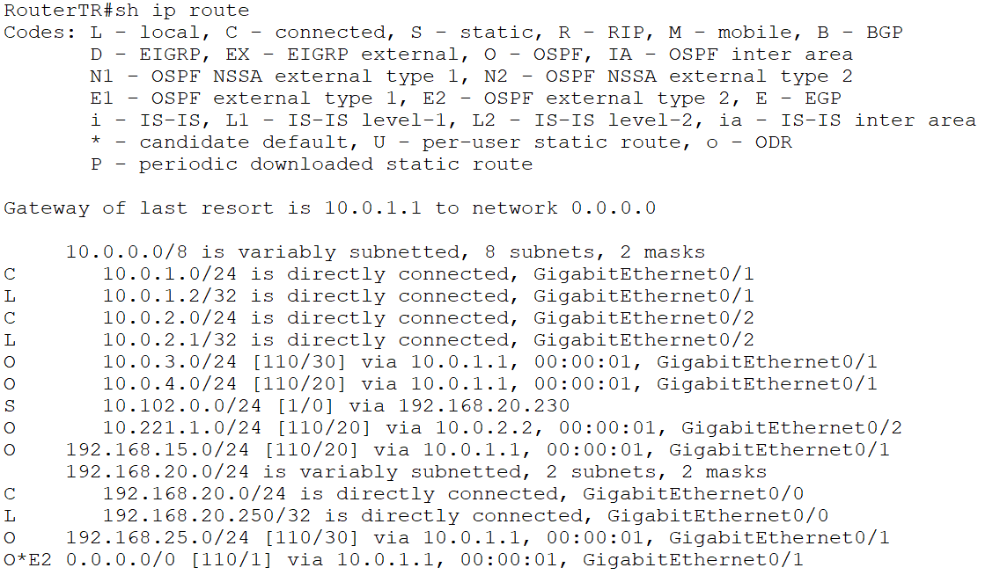 RouterTR#sh ip route
Codes: L - local, C - connected, S - static, R - RIP, M - mobile, B - BGP
       D - EIGRP, EX - EIGRP external, O - OSPF, IA - OSPF inter area
       N1 - OSPF NSSA external type 1, N2 - OSPF NSSA external type 2
       E1 - OSPF external type 1, E2 - OSPF external type 2, E - EGP
       i - IS-IS, L1 - IS-IS level-1, L2 - IS-IS level-2, ia - IS-IS inter area
       * - candidate default, U - per-user static route, o - ODR
       P - periodic downloaded static route

Gateway of last resort is 10.0.1.1 to network 0.0.0.0

     10.0.0.0/8 is variably subnetted, 8 subnets, 2 masks
C       10.0.1.0/24 is directly connected, GigabitEthernet0/1
L       10.0.1.2/32 is directly connected, GigabitEthernet0/1
C       10.0.2.0/24 is directly connected, GigabitEthernet0/2
L       10.0.2.1/32 is directly connected, GigabitEthernet0/2
O       10.0.3.0/24 [110/30] via 10.0.1.1, 00:00:01, GigabitEthernet0/1
O       10.0.4.0/24 [110/20] via 10.0.1.1, 00:00:01, GigabitEthernet0/1
S       10.102.0.0/24 [1/0] via 192.168.20.230
O       10.221.1.0/24 [110/20] via 10.0.2.2, 00:00:01, GigabitEthernet0/2
O    192.168.15.0/24 [110/20] via 10.0.1.1, 00:00:01, GigabitEthernet0/1
     192.168.20.0/24 is variably subnetted, 2 subnets, 2 masks
C       192.168.20.0/24 is directly connected, GigabitEthernet0/0
L       192.168.20.250/32 is directly connected, GigabitEthernet0/0
O    192.168.25.0/24 [110/30] via 10.0.1.1, 00:00:01, GigabitEthernet0/1
O*E2 0.0.0.0/0 [110/1] via 10.0.1.1, 00:00:01, GigabitEthernet0/1